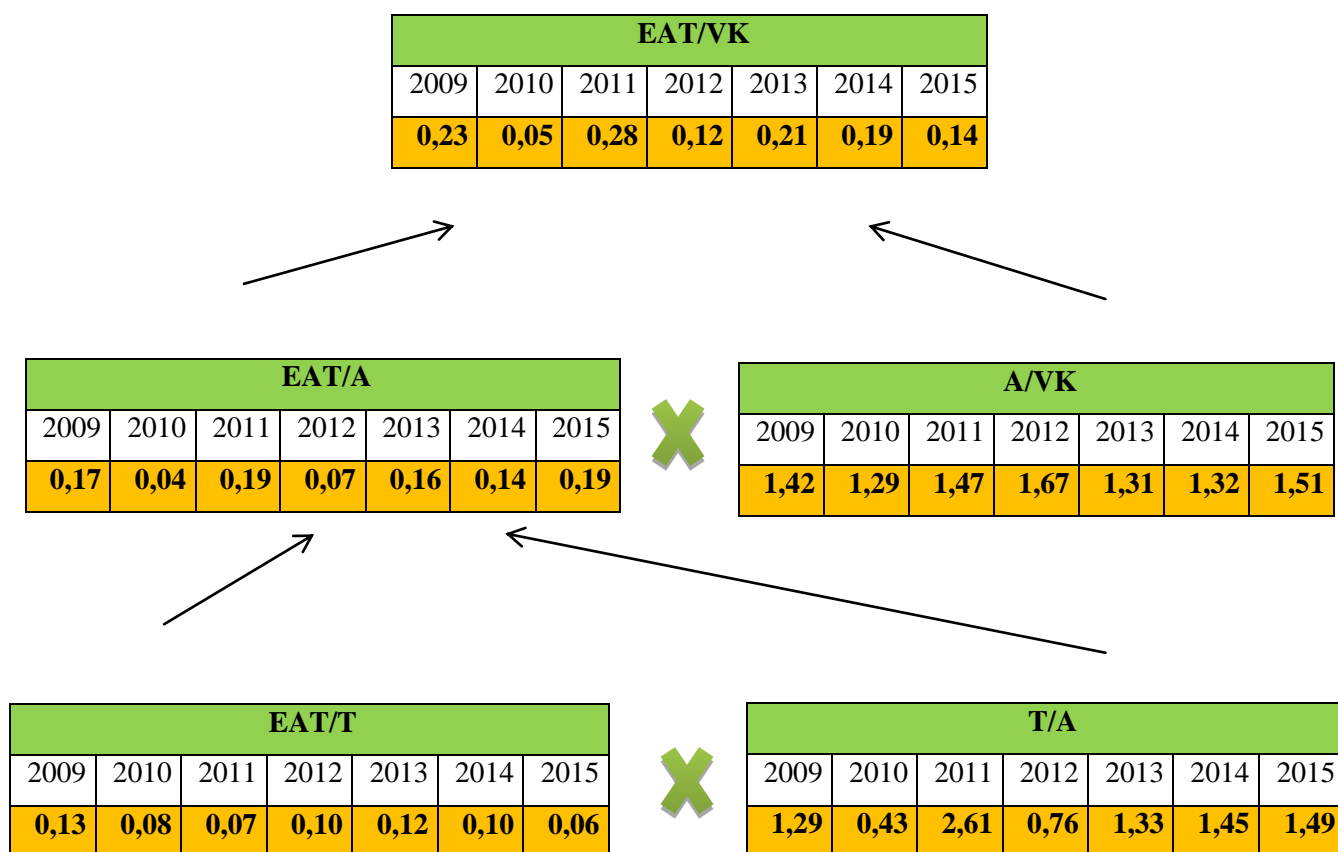 EAT/VK
2009 2010 2011 2012 2013 2014 2015
0,23 0,05 0,28 0,12 0,21 0,19 0,14
EAT/A
2009 2010 2011 2012 2013 2014 2015
0,17 0,04 0,19 0,07 0,16 0,14 0,19
A/VK
2009 2010 2011 2012 2013 2014 2015
1,42 1,29 1,47 1,67 1,31 1,32 1,51
EAT/T
2009 2010 2011 2012 2013 2014 2015
0,13 0,08 0,07 0,10 0,12 0,10 0,06
T/A
2009 2010 2011 2012 2013 2014 2015
1,29 0,43 2,61 0,76 1,33 1,45 1,49